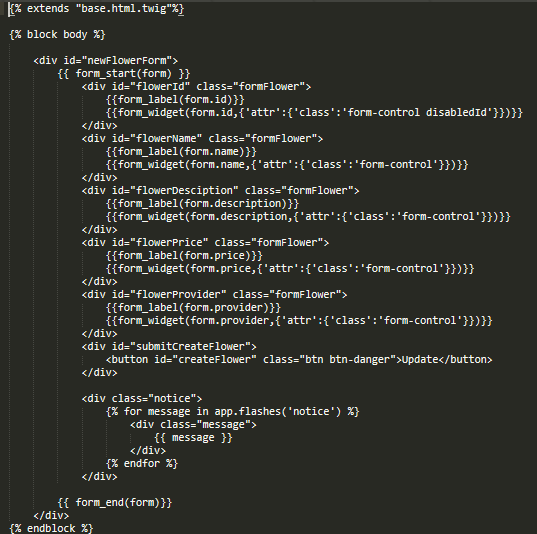 {% extends "base.html.twig"%}
{% block body %}
<div id="newFlowerForm">
{{ form_start(form) }}
<div id="flowerId" class="formFlower">
{{form_label(form.id)}}
{{form_widget(form.id,{'attr':{'class':'form-control disabledId'}})}}
</div>
<div id="flowerName" class="formFlower">
{{form_label(form.name)}}
{{form_widget(form.name,{'attr':{'class':'form-control'}})}}
</div>
<div id="flowerDesciption" class="formFlower">
{{form_label(form.description)}}
{{form_widget(form.description,{'attr':{'class':'form-control'}})}}
</div>
<div id="flowerPrice" class="formFlower">
{{form_label(form.price)}}
{{form_widget(form.price,{'attr':{'class':'form-control'}})}}
</div>
<div id="flowerProvider" class="formFlower">
{{form_label(form.provider)}}
{{form_widget(form.provider,{'attr':{'class':'form-control'}})}}
</div>
<div id="submitCreateFlower">
<button id="createFlower" class="btn btn-danger">Update</button>
</div>
<div class="notice">
{% for message in app.flashes('notice') %}
<div class="message">
{{ message }}
</div>
{% endfor %}
</div>
{{ form_end(form)}}
</div>
{% endblock %}